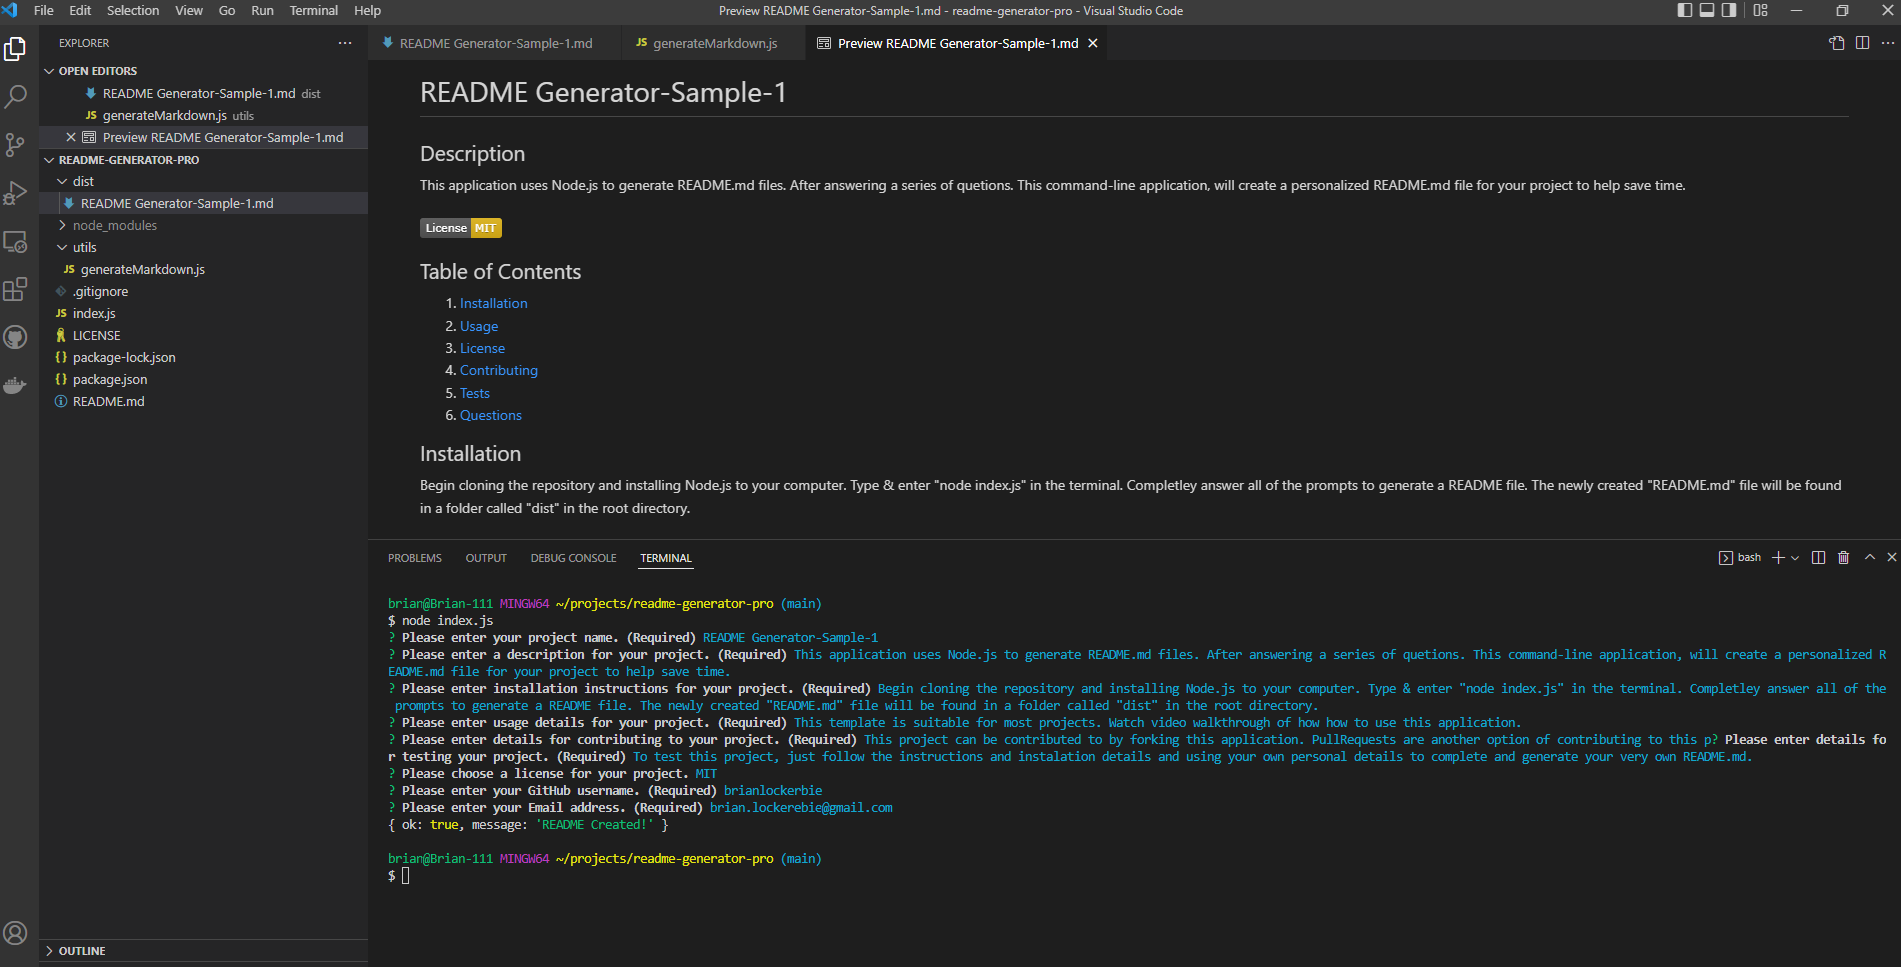 File Edit Selection View Go Run Terminal Help
Preview README Generator-Sample-1.md - readme-generator-pro - Visual Studio Code
EXPLORER
OPEN EDITORS
README Generator-Sample-1.md dist
JS generateMarkdown.js utils
Preview README Generator-Sample-1.md
README-GENERATOR-PRO
dist
README Generator-Sample-1.md
node_modules
utils
JS generateMarkdown.js
.gitignore
JS index.js
LICENSE
{} package-lock.json
{} package.json
README.md
OUTLINE
README Generator-Sample-1.md
JS generateMarkdown.js
Preview README Generator-Sample-1.md
README Generator-Sample-1
Description
This application uses Node.js to generate README.md files. After answering a series of quetions. This command-line application, will create a personalized README.md file for your project to help save time.
License MIT
Table of Contents
1. Installation
2. Usage
3. License
4. Contributing
5. Tests
6. Questions
Installation
Begin cloning the repository and installing Node.js to your computer. Type & enter "node index.js" in the terminal. Completley answer all of the prompts to generate a README file. The newly created "README.md" file will be found
in a folder called "dist" in the root directory.
PROBLEMS OUTPUT DEBUG CONSOLE TERMINAL
bash
brian@Brian-111 MINGW64 ~/projects/readme-generator-pro (main)
$ node index.js
? Please enter your project name. (Required) README Generator-Sample-1
? Please enter a description for your project. (Required) This application uses Node.js to generate README.md files. After answering a series of quetions. This command-line application, will create a personalized R
EADME.md file for your project to help save time.
? Please enter installation instructions for your project. (Required) Begin cloning the repository and installing Node.js to your computer. Type & enter "node index.js" in the terminal. Completley answer all of the
prompts to generate a README file. The newly created "README.md" file will be found in a folder called "dist" in the root directory.
? Please enter usage details for your project. (Required) This template is suitable for most projects. Watch video walkthrough of how how to use this application.
? Please enter details for contributing to your project. (Required) This project can be contributed to by forking this application. PullRequests are another option of contributing to this p? Please enter details fo
r testing your project. (Required) To test this project, just follow the instructions and instalation details and using your own personal details to complete and generate your very own README.md.
? Please choose a license for your project. MIT
? Please enter your GitHub username. (Required) brianlockerbie
? Please enter your Email address. (Required) brian.lockerebie@gmail.com
{ ok: true, message: 'README Created!' }
brian@Brian-111 MINGW64 ~/projects/readme-generator-pro (main)
$